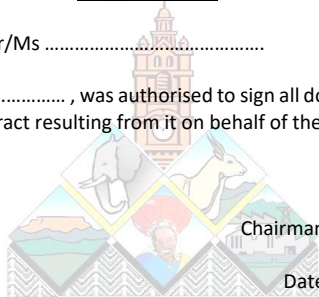 r/Ms ……………..…………………….
.………… , was authorised to sign all do
ract resulting from it on behalf of the
Chairman
Date